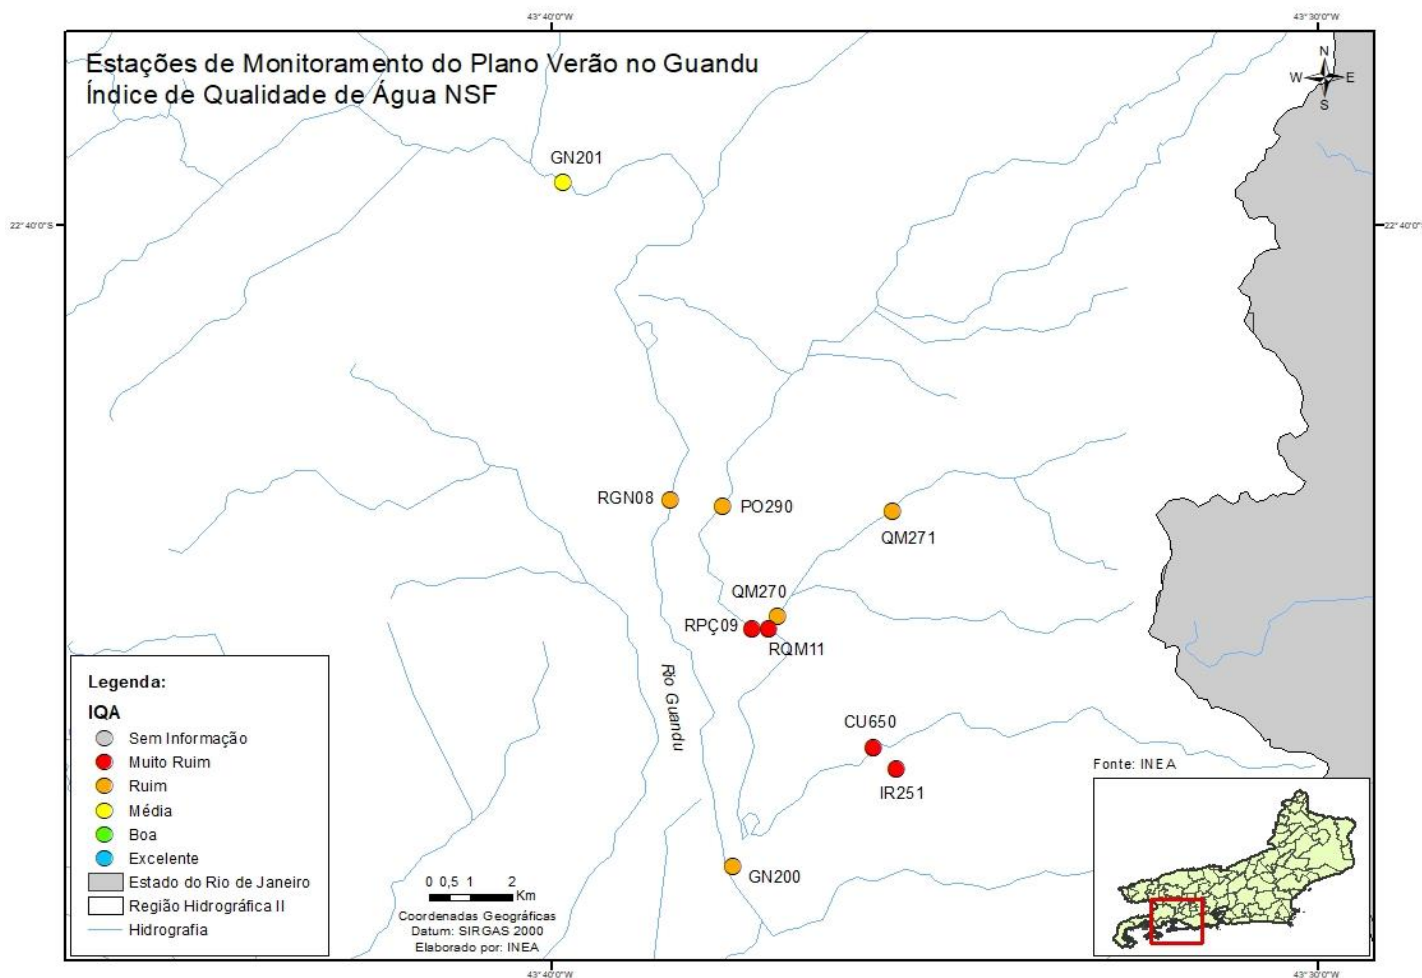 43°40'0"W
43°30'0"W
Estações de Monitoramento do Plano Verão no Guandu
Índice de Qualidade de Água NSF
N
W
E
S
GN201
22°40'0"S
22°40'0"S
RGN08
PO290
QM271
QM270
RPÇ09
RQM11
Rio Guandu
CU650
IR251
GN200
Legenda:
IQA
Sem Informação
Muito Ruim
Ruim
Média
Boa
Excelente
Estado do Rio de Janeiro
Região Hidrográfica II
Hidrografia
0 0,5 1 2
Km
Coordenadas Geográficas
Datum: SIRGAS 2000
Elaborado por: INEA
Fonte: INEA
43°40'0"W
43°30'0"W